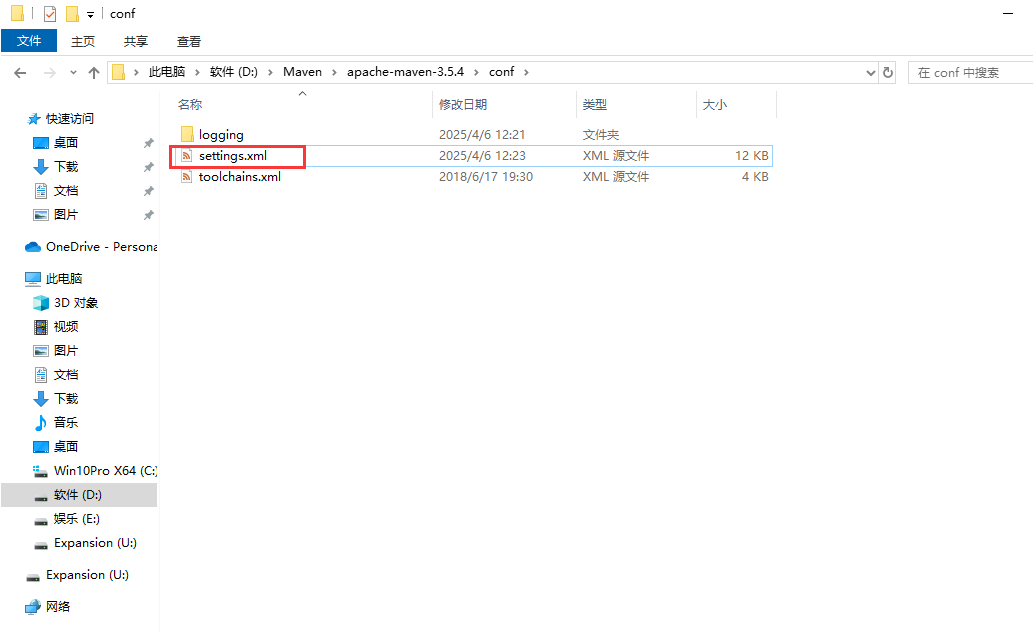 conf
文件 主页 共享 查看
此电脑 软件 (D:) Maven apache-maven-3.5.4 conf 在 conf 中搜索
名称 修改日期 类型 大小
logging 2025/4/6 12:21 文件夹
settings.xml 2025/4/6 12:23 XML 源文件 12 KB
toolchains.xml 2018/6/17 19:30 XML 源文件 4 KB
快速访问
桌面
下载
文档
图片
OneDrive - Persona
此电脑
3D 对象
视频
图片
文档
下载
音乐
桌面
Win10Pro X64 (C:)
软件 (D:)
娱乐 (E:)
Expansion (U:)
Expansion (U:)
网络